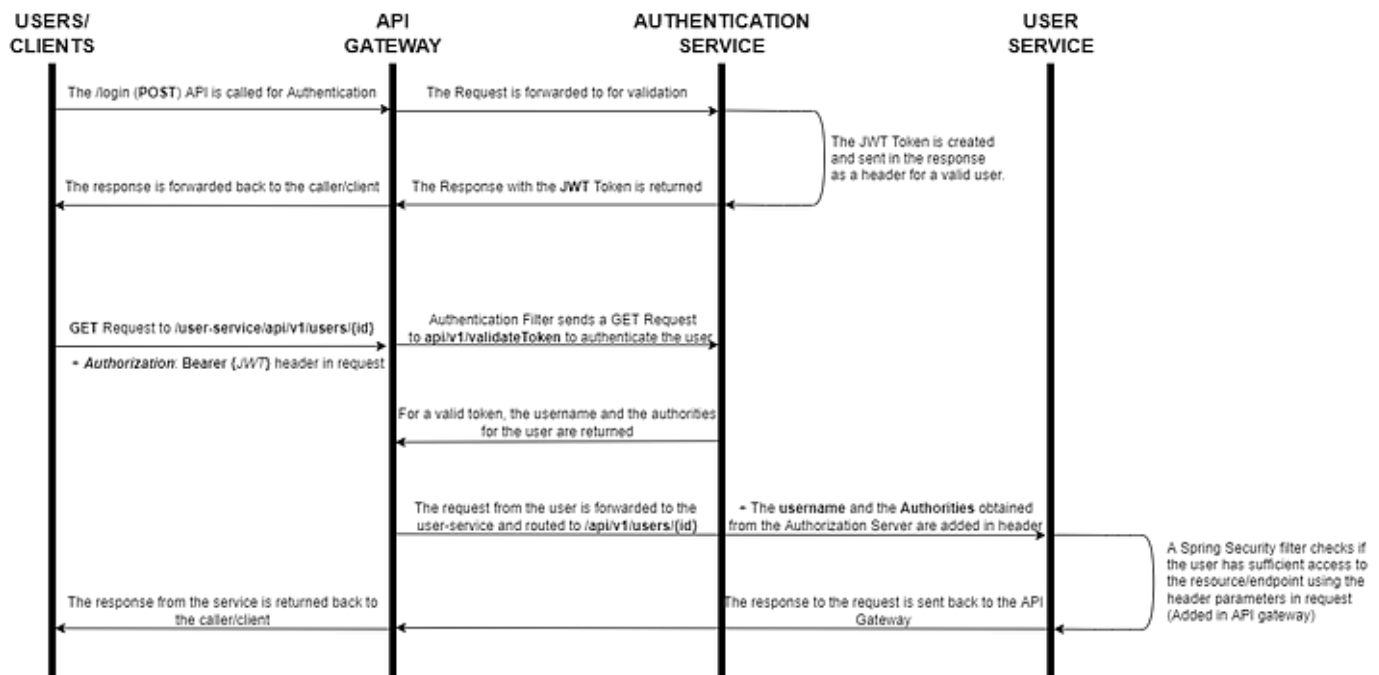 USERS/
CLIENTS
API
GATEWAY
AUTHENTICATION
SERVICE
USER
SERVICE
The /login (POST) API is called for Authentication
The Request is forwarded to for validation
The JWT Token is created
and sent in the response
as a header for a valid user.
The response is forwarded back to the caller/client
The Response with the JWT Token is returned
GET Request to /user-service/api/v1/users/{id}
+ Authorization: Bearer {JWT} header in request
Authentication Filter sends a GET Request
to api/v1/validateToken to authenticate the user
For a valid token, the username and the authorities
for the user are returned
The request from the user is forwarded to the
user-service and routed to /api/v1/users/{id}
+ The username and the Authorities obtained
from the Authorization Server are added in header
A Spring Security filter checks if
the user has sufficient access to
the resource/endpoint using the
header parameters in request
(Added in API gateway)
The response from the service is returned back to
the caller/client
The response to the request is sent back to the API
Gateway